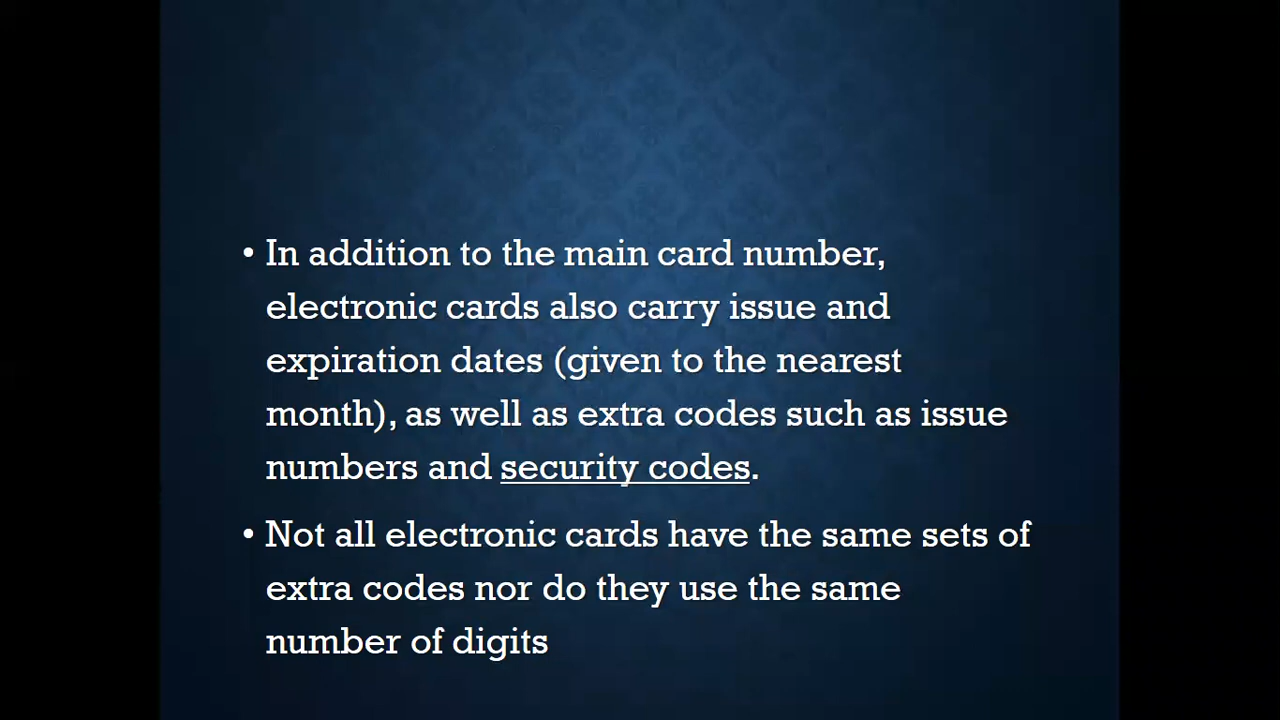 • In addition to the main card number,
electronic cards also carry issue and
expiration dates (given to the nearest
month), as well as extra codes such as issue
numbers and security codes.
• Not all electronic cards have the same sets of
extra codes nor do they use the same
number of digits